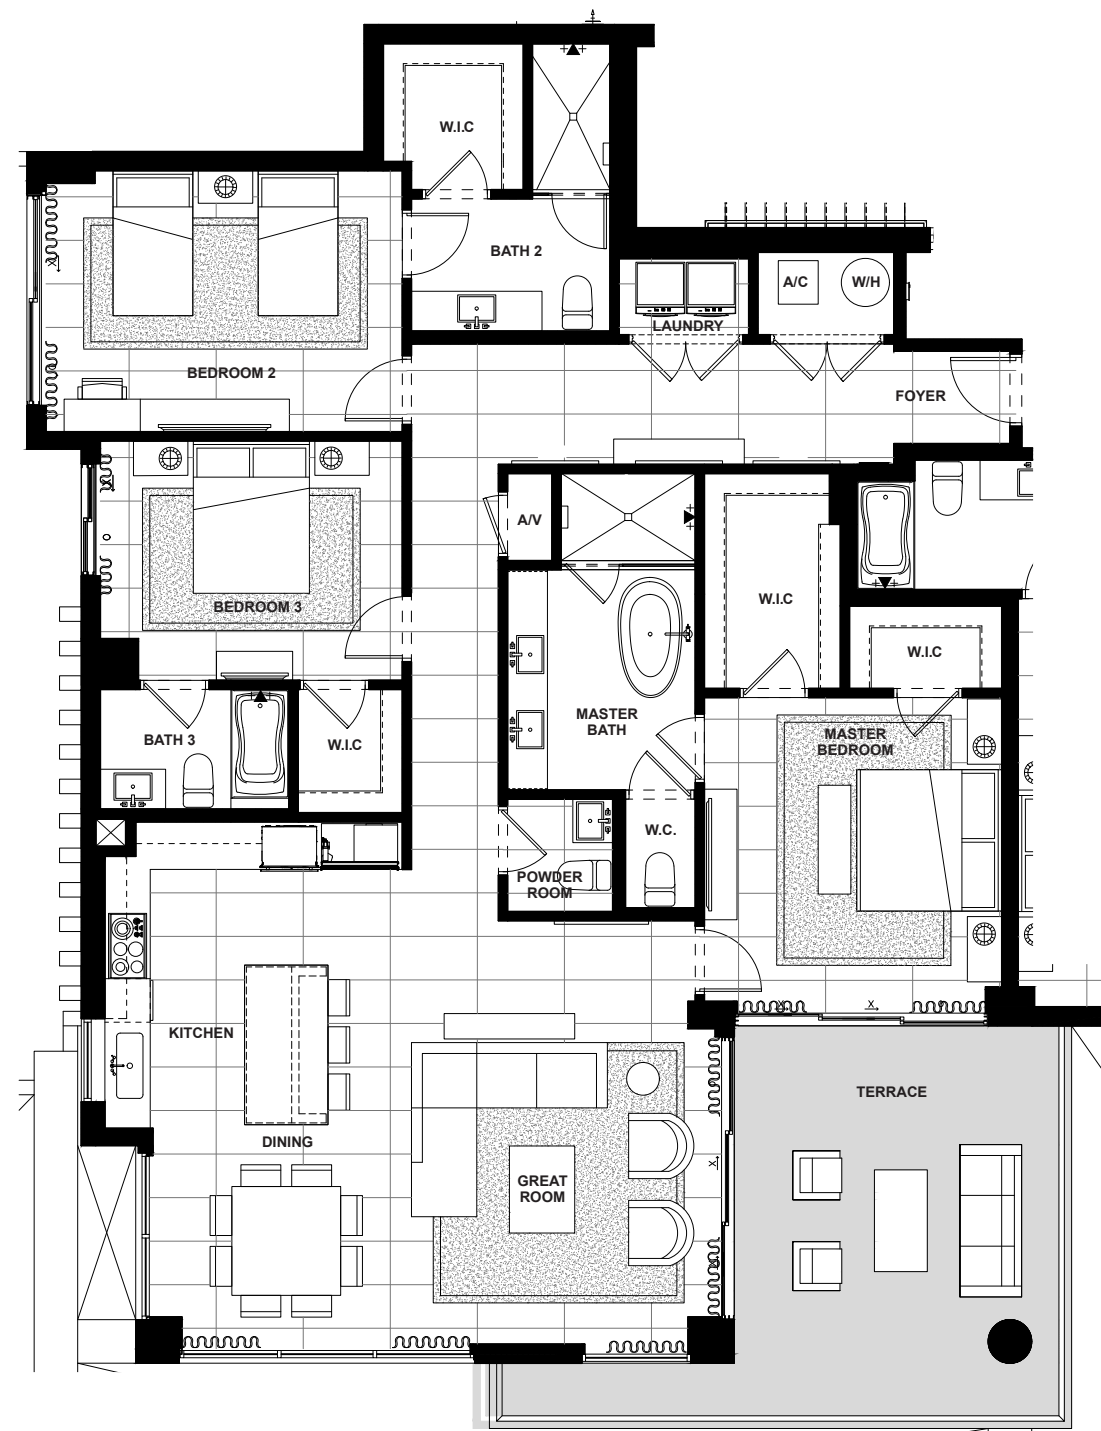 W.I.C
BATH 2
A/C
W/H
LAUNDRY
BEDROOM 2
FOYER
A/V
BEDROOM 3
W.I.C
W.I.C
MASTER
BATH
MASTER
BEDROOM
BATH 3
W.I.C
W.C.
POWDER
ROOM
KITCHEN
TERRACE
DINING
GREAT
ROOM